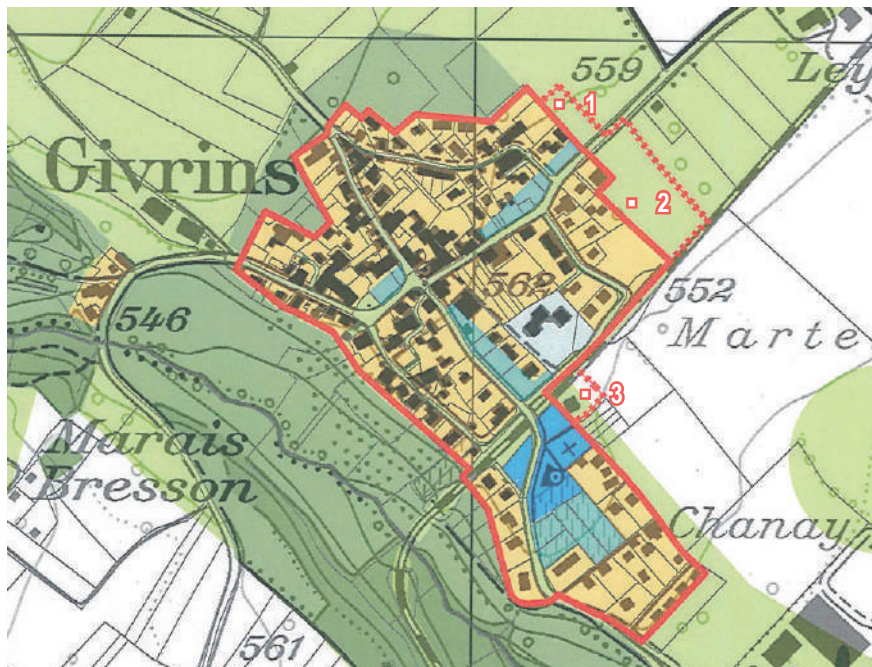 559
Ley
1
Givrins
2
562
552
546
Marte
3
Marais
Bresson
Chanay
561